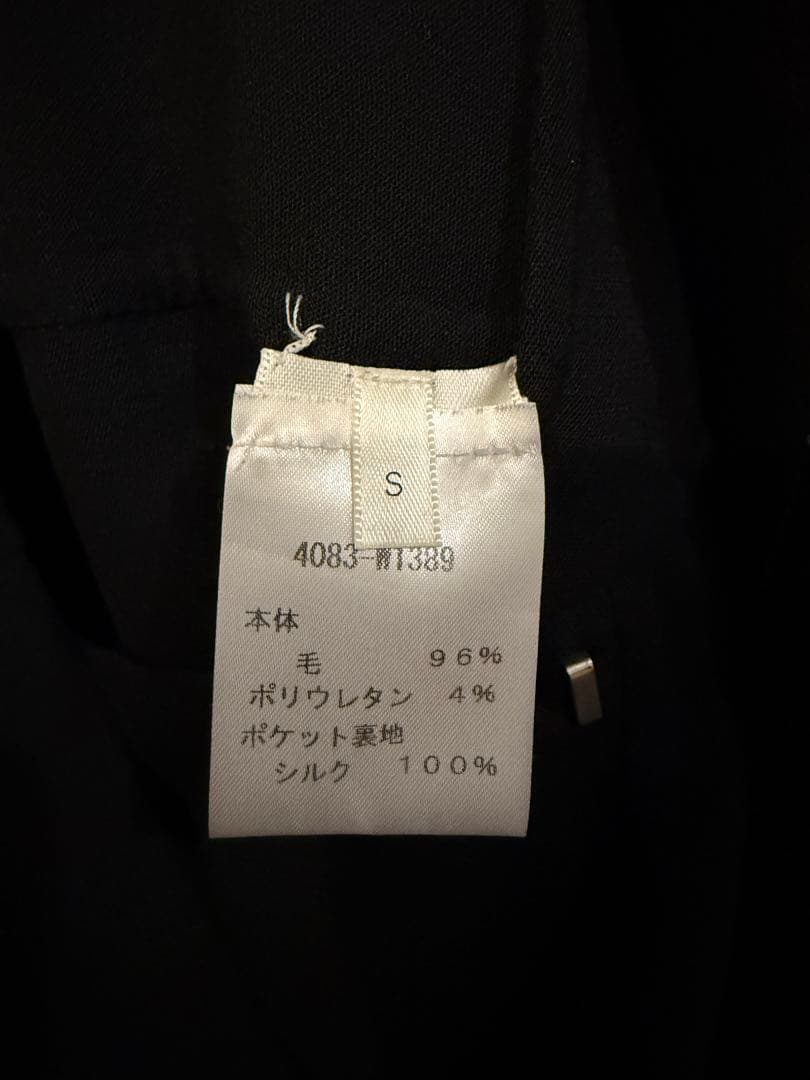 S
4083-W1389
本体
毛 96%
ポリウレタン 4%
ポケット裏地
シルク 100%